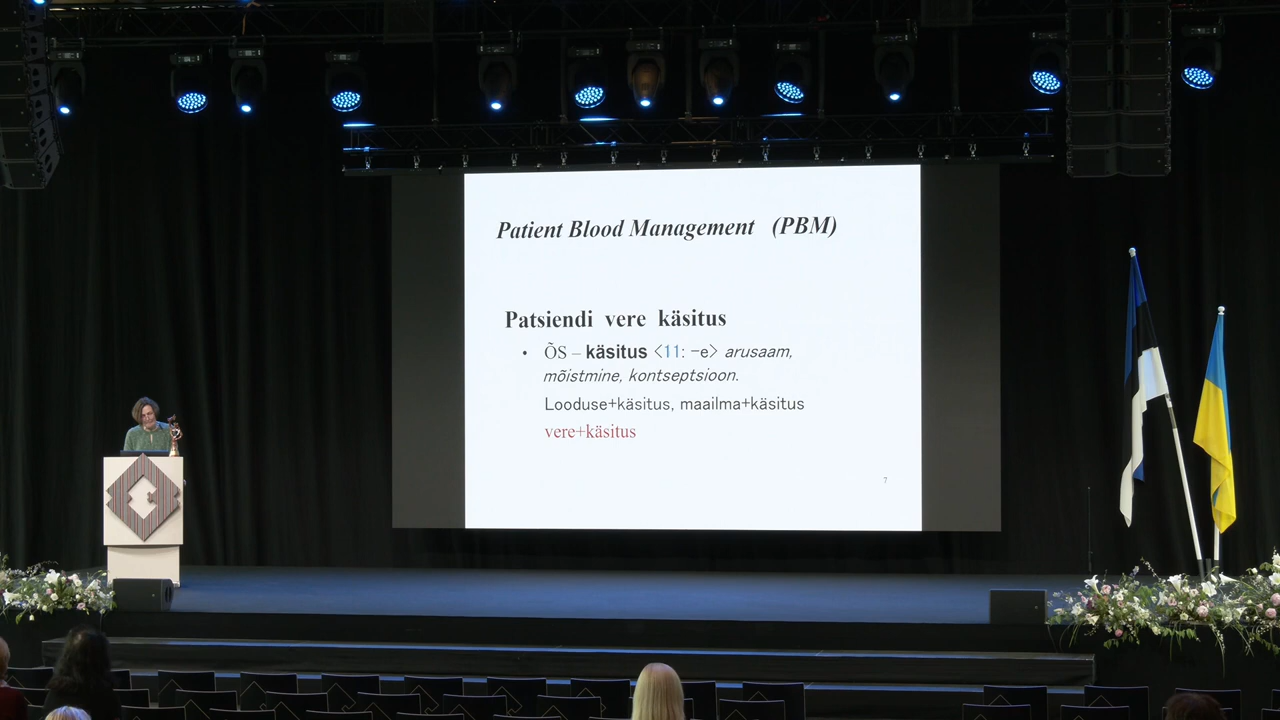 Patient Blood Management (PBM)
Patsiendi vere käsitus
• ÕS – käsitus <11: -e> arusaam,
mõistmine, kontseptsioon.
Looduse+käsitus, maailma+käsitus
vere+käsitus
7